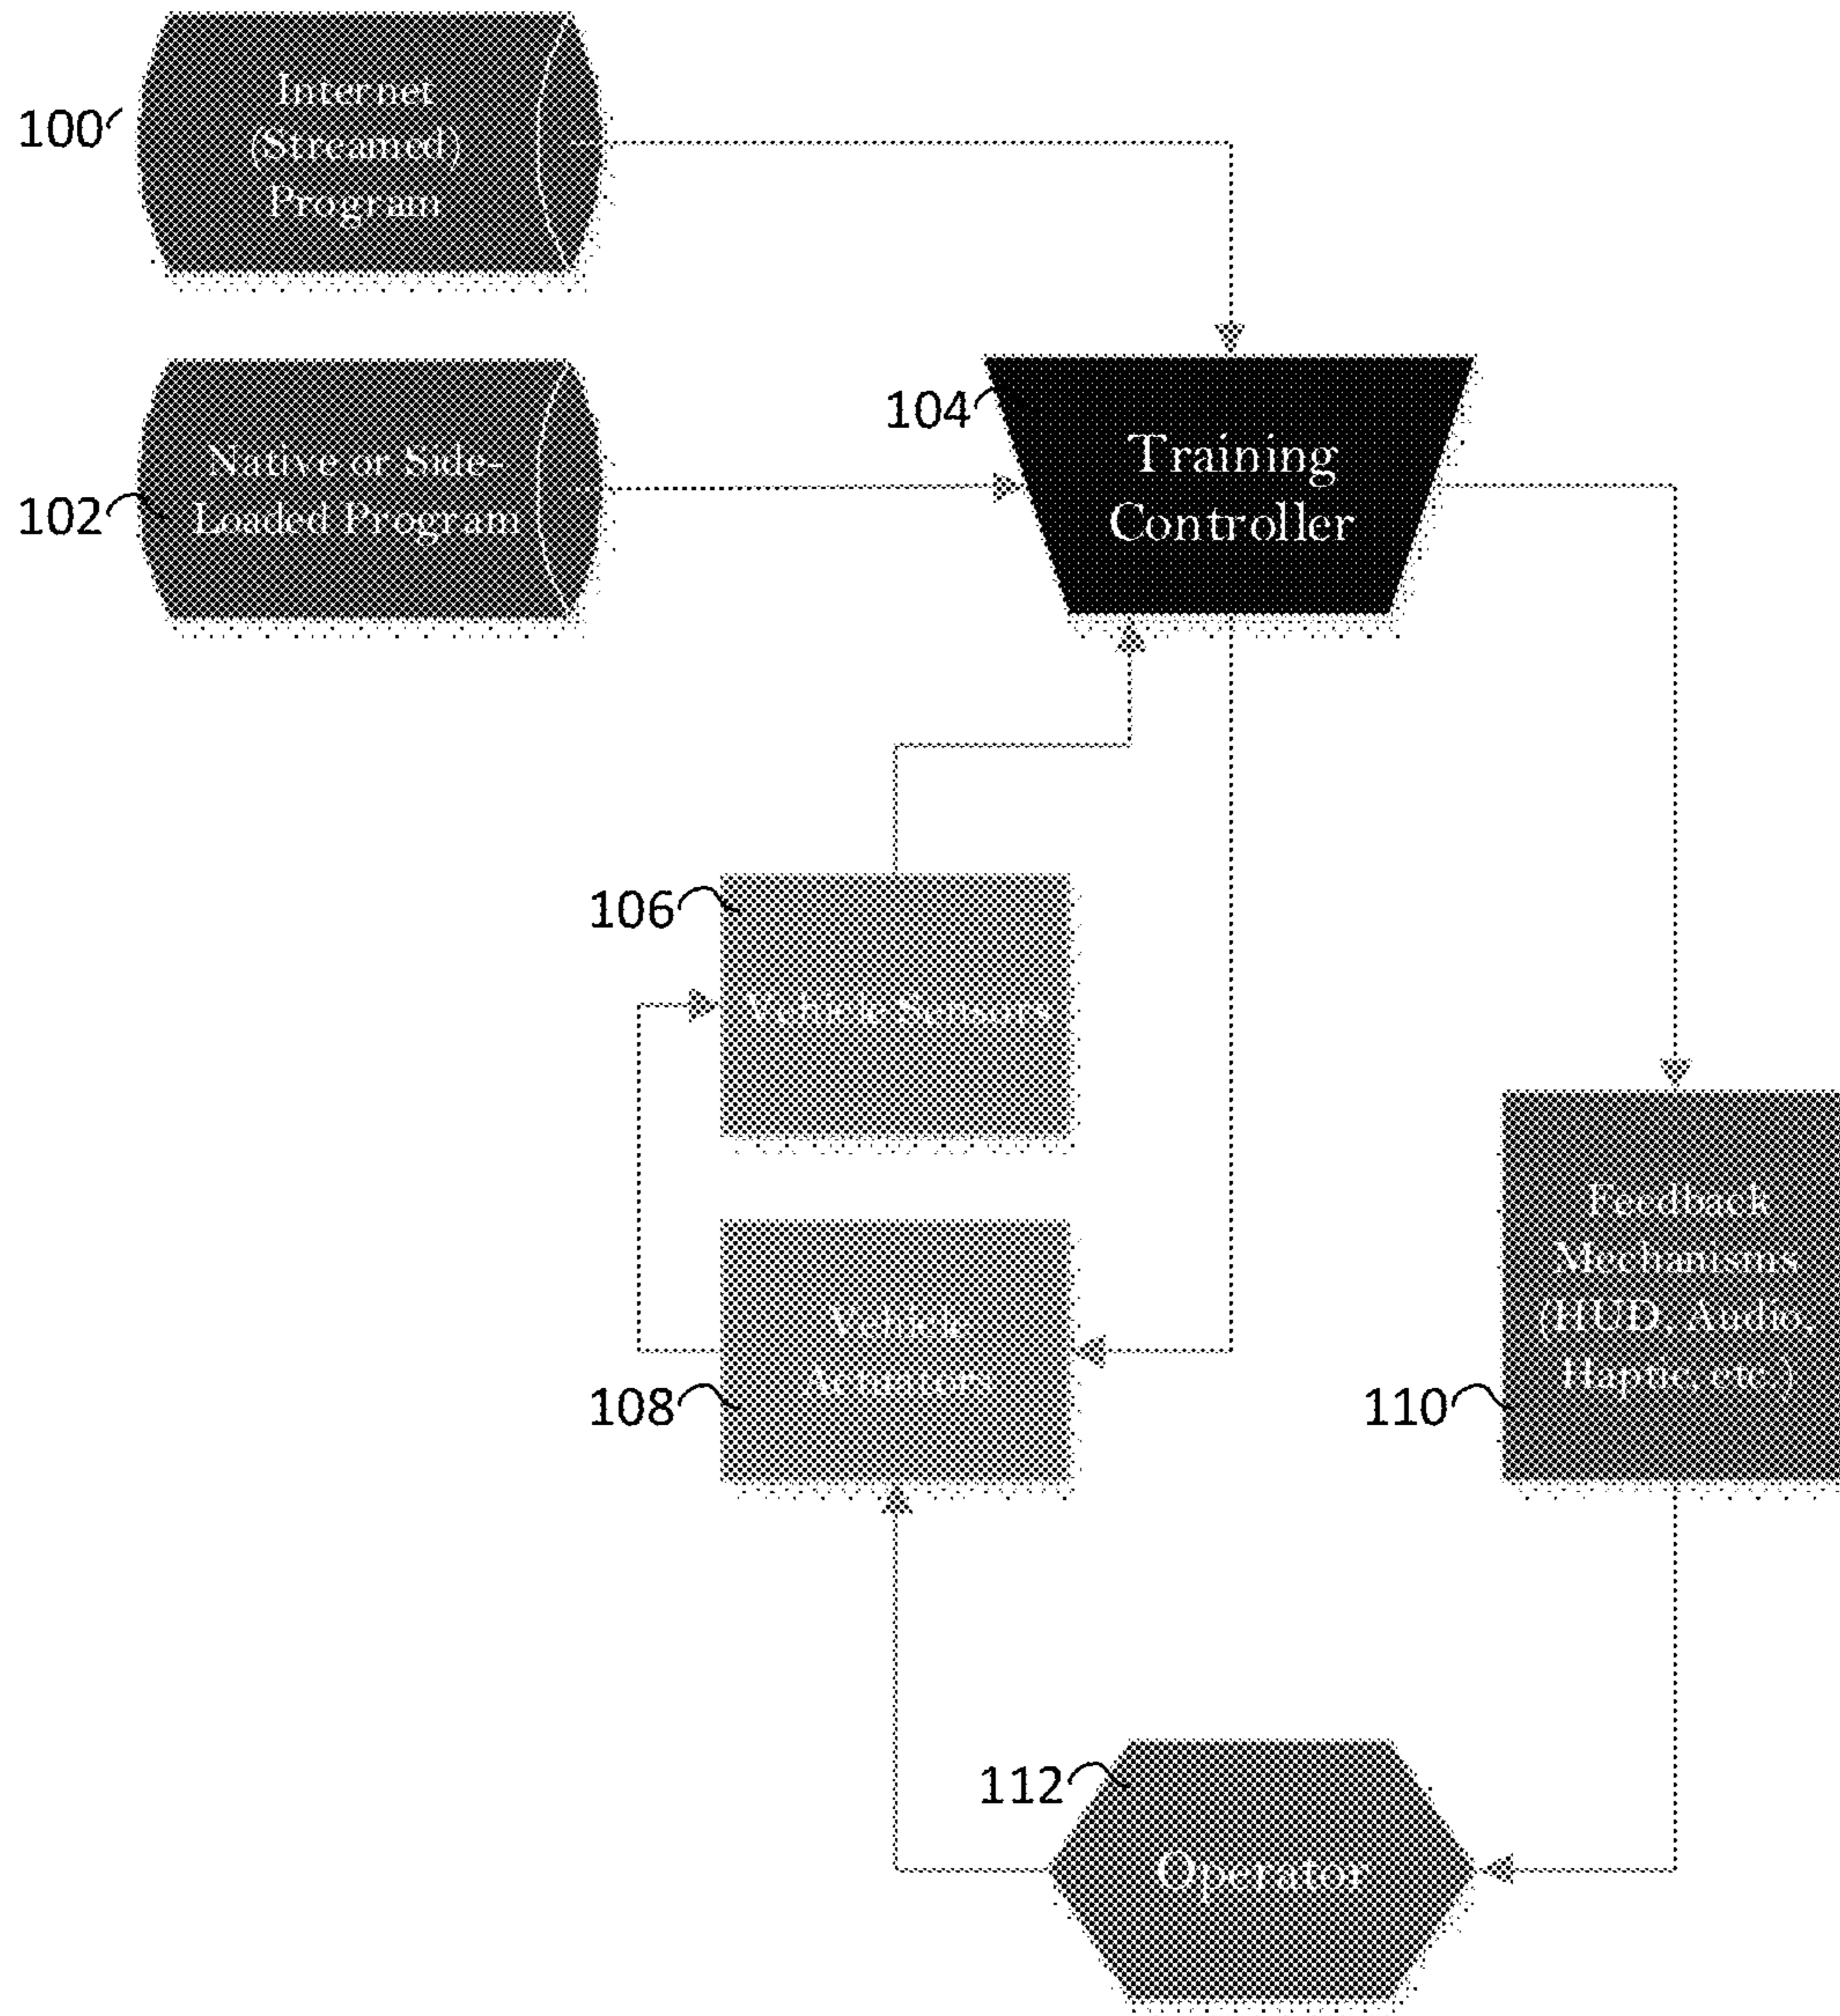 100
Internet
(Streamed)
Program
102
Native or Side-
Loaded Program
104
Training
Controller
106
Vehicle Sensors
108
Vehicle
110
Feedback
Mechanisms
(HUD, Audio,
Haptic, etc.)
112
Operator